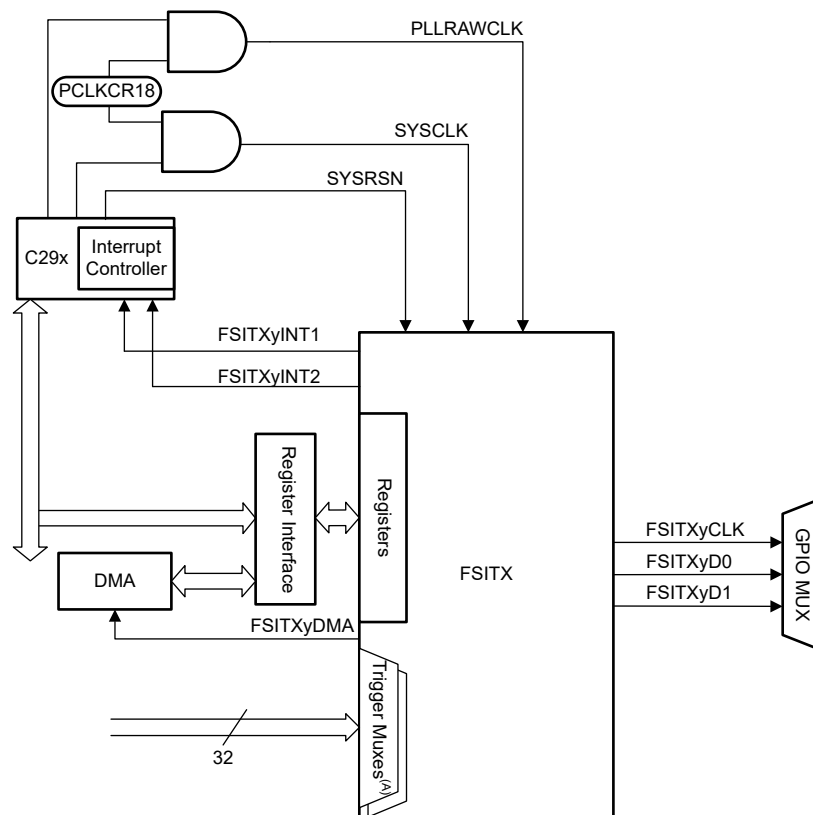 PLLRAWCLK
PCLKCR18
SYSCLK
SYSRSN
C29x
Interrupt
Controller
FSITXyINT1
FSITXyINT2
Register Interface
Registers
FSITX
FSITXyCLK
FSITXyD0
FSITXyD1
GPIO MUX
DMA
FSITXyDMA
Trigger Muxes(A)
32